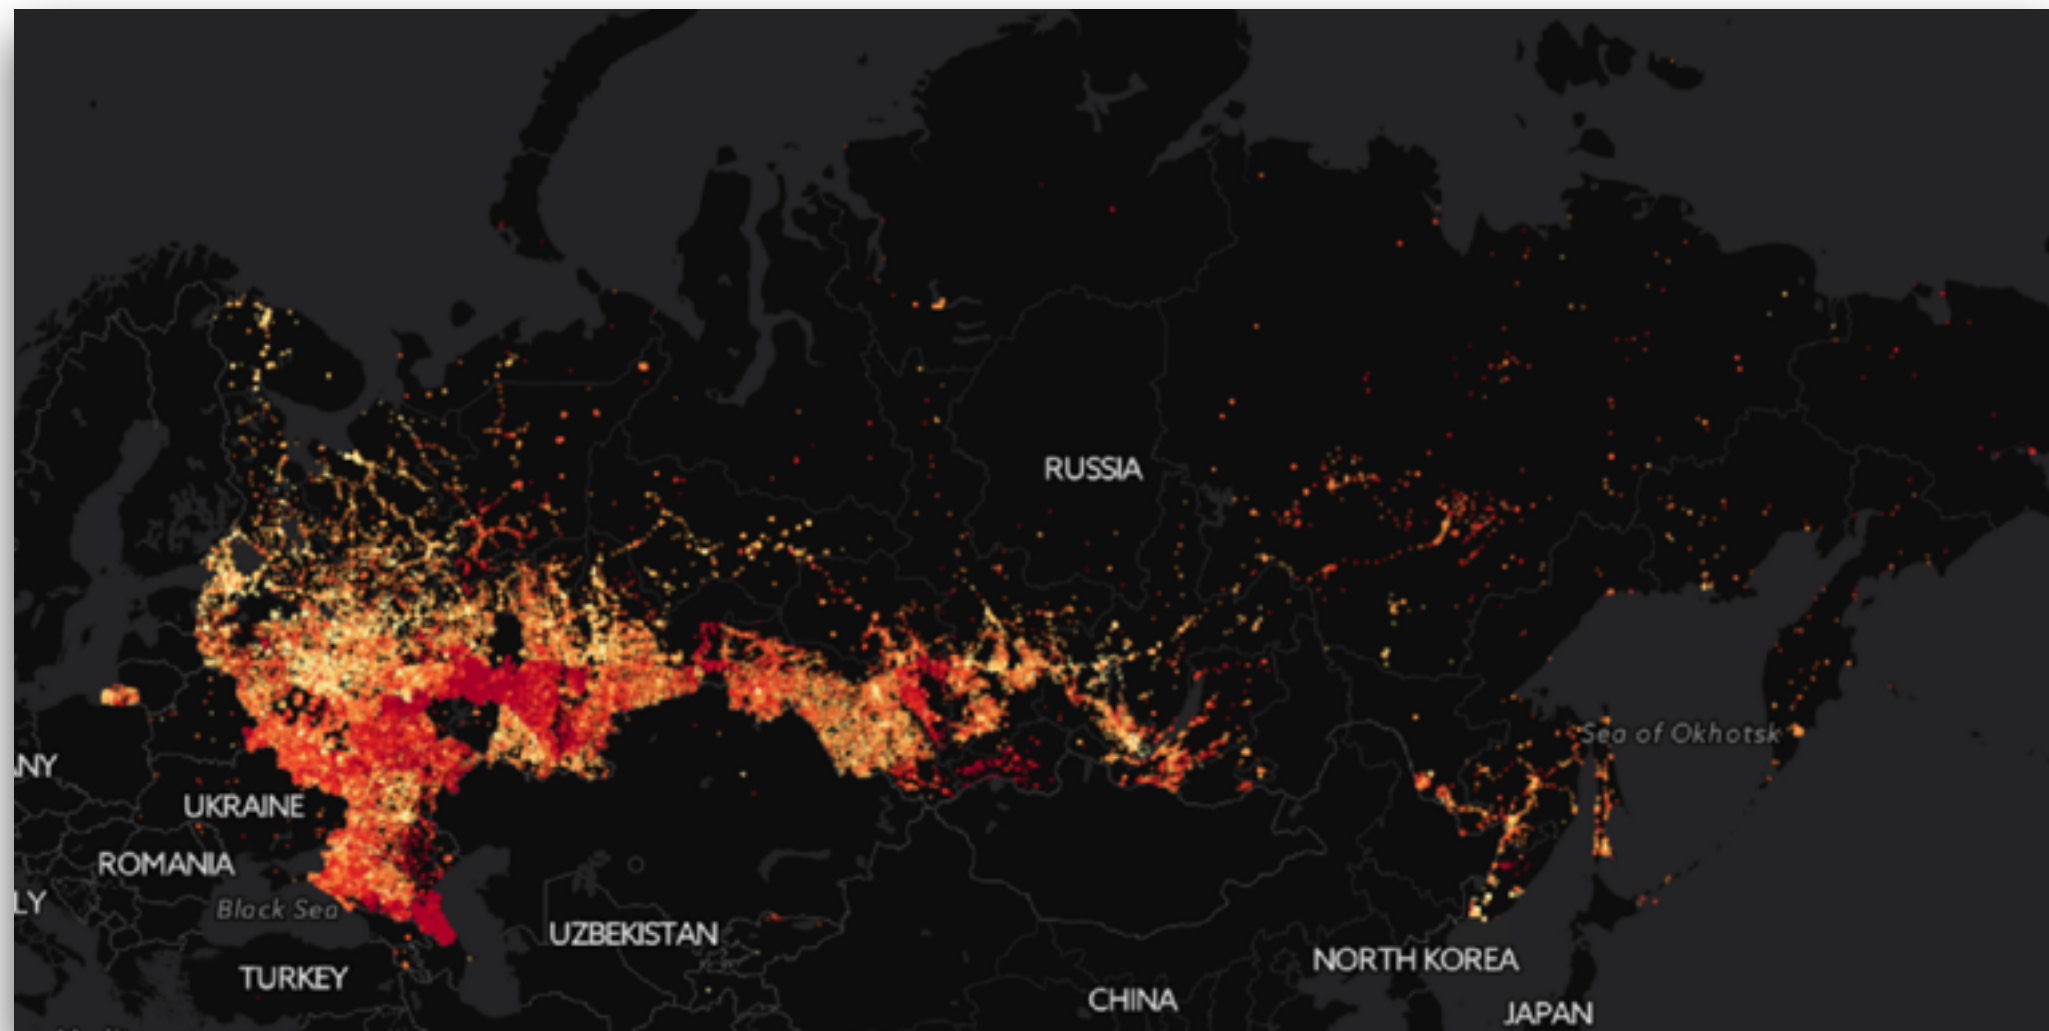 RUSSIA
Sea of Okhotsk
NY
UKRAINE
ROMANIA
LY
Black Sea
UZBEKISTAN
NORTH KOREA
TURKEY
CHINA
JAPAN